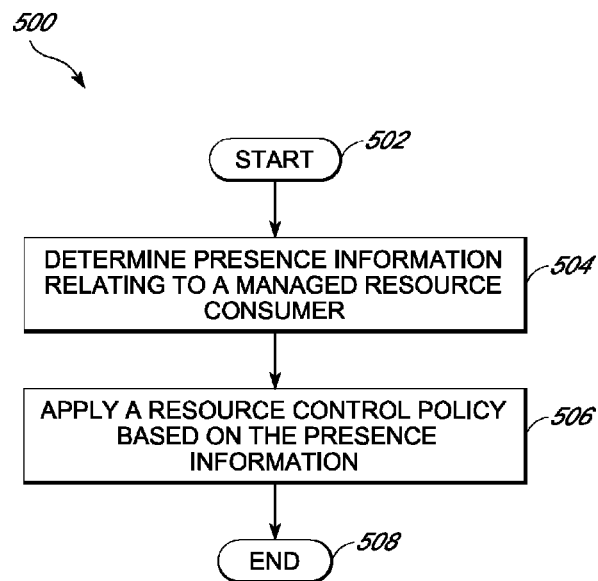 500
START
502
DETERMINE PRESENCE INFORMATION
RELATING TO A MANAGED RESOURCE
CONSUMER
504
APPLY A RESOURCE CONTROL POLICY
BASED ON THE PRESENCE
INFORMATION
506
END
508